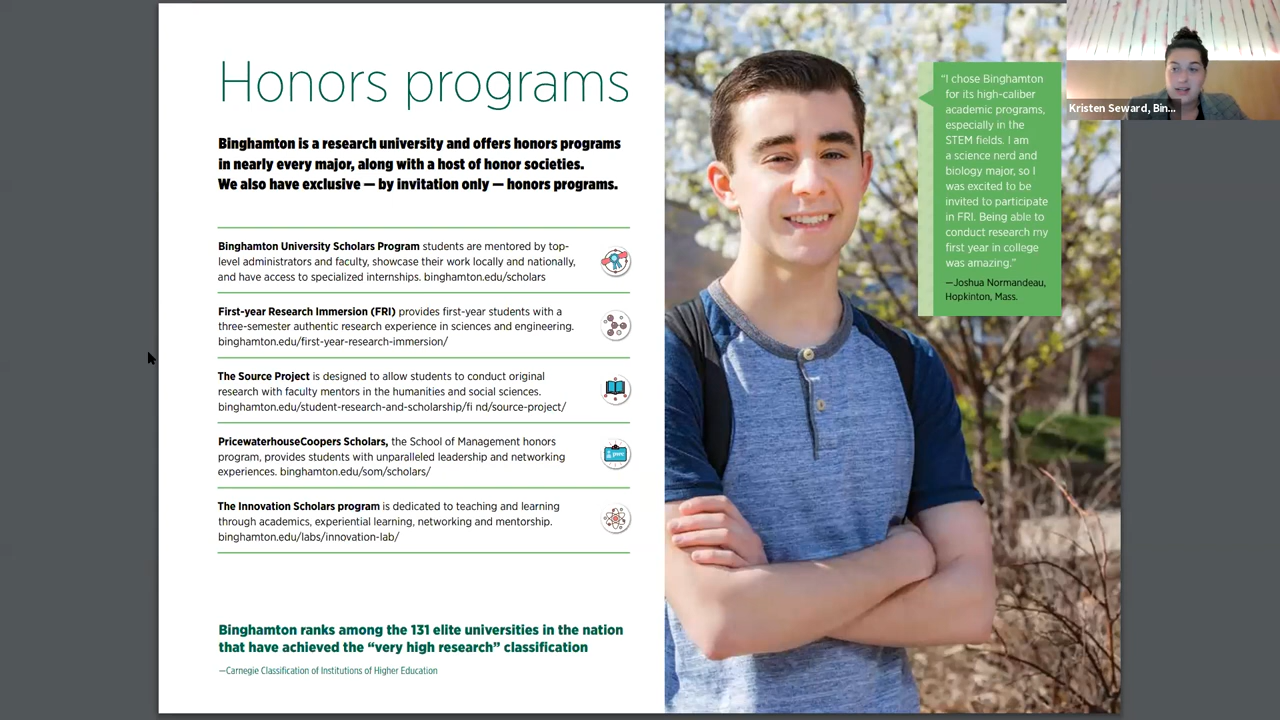 Honors programs
Binghamton is a research university and offers honors programs
in nearly every major, along with a host of honor societies.
We also have exclusive — by invitation only — honors programs.
Binghamton University Scholars Program students are mentored by top-
level administrators and faculty, showcase their work locally and nationally,
and have access to specialized internships. binghamton.edu/scholars
First-year Research Immersion (FRI) provides first-year students with a
three-semester authentic research experience in sciences and engineering.
binghamton.edu/first-year-research-immersion/
The Source Project is designed to allow students to conduct original
research with faculty mentors in the humanities and social sciences.
binghamton.edu/student-research-and-scholarship/fi nd/source-project/
PricewaterhouseCoopers Scholars, the School of Management honors
program, provides students with unparalleled leadership and networking
experiences. binghamton.edu/som/scholars/
pwc
The Innovation Scholars program is dedicated to teaching and learning
through academics, experiential learning, networking and mentorship.
binghamton.edu/labs/innovation-lab/
Binghamton ranks among the 131 elite universities in the nation
that have achieved the “very high research” classification
—Carnegie Classification of Institutions of Higher Education
“I chose Binghamton
for its high-caliber
academic programs,
especially in the
STEM fields. I am
a science nerd and
biology major, so I
was excited to be
invited to participate
in FRI. Being able to
conduct research my
first year in college
was amazing.”
—Joshua Normandeau,
Hopkinton, Mass.
Kristen Seward, Bin...